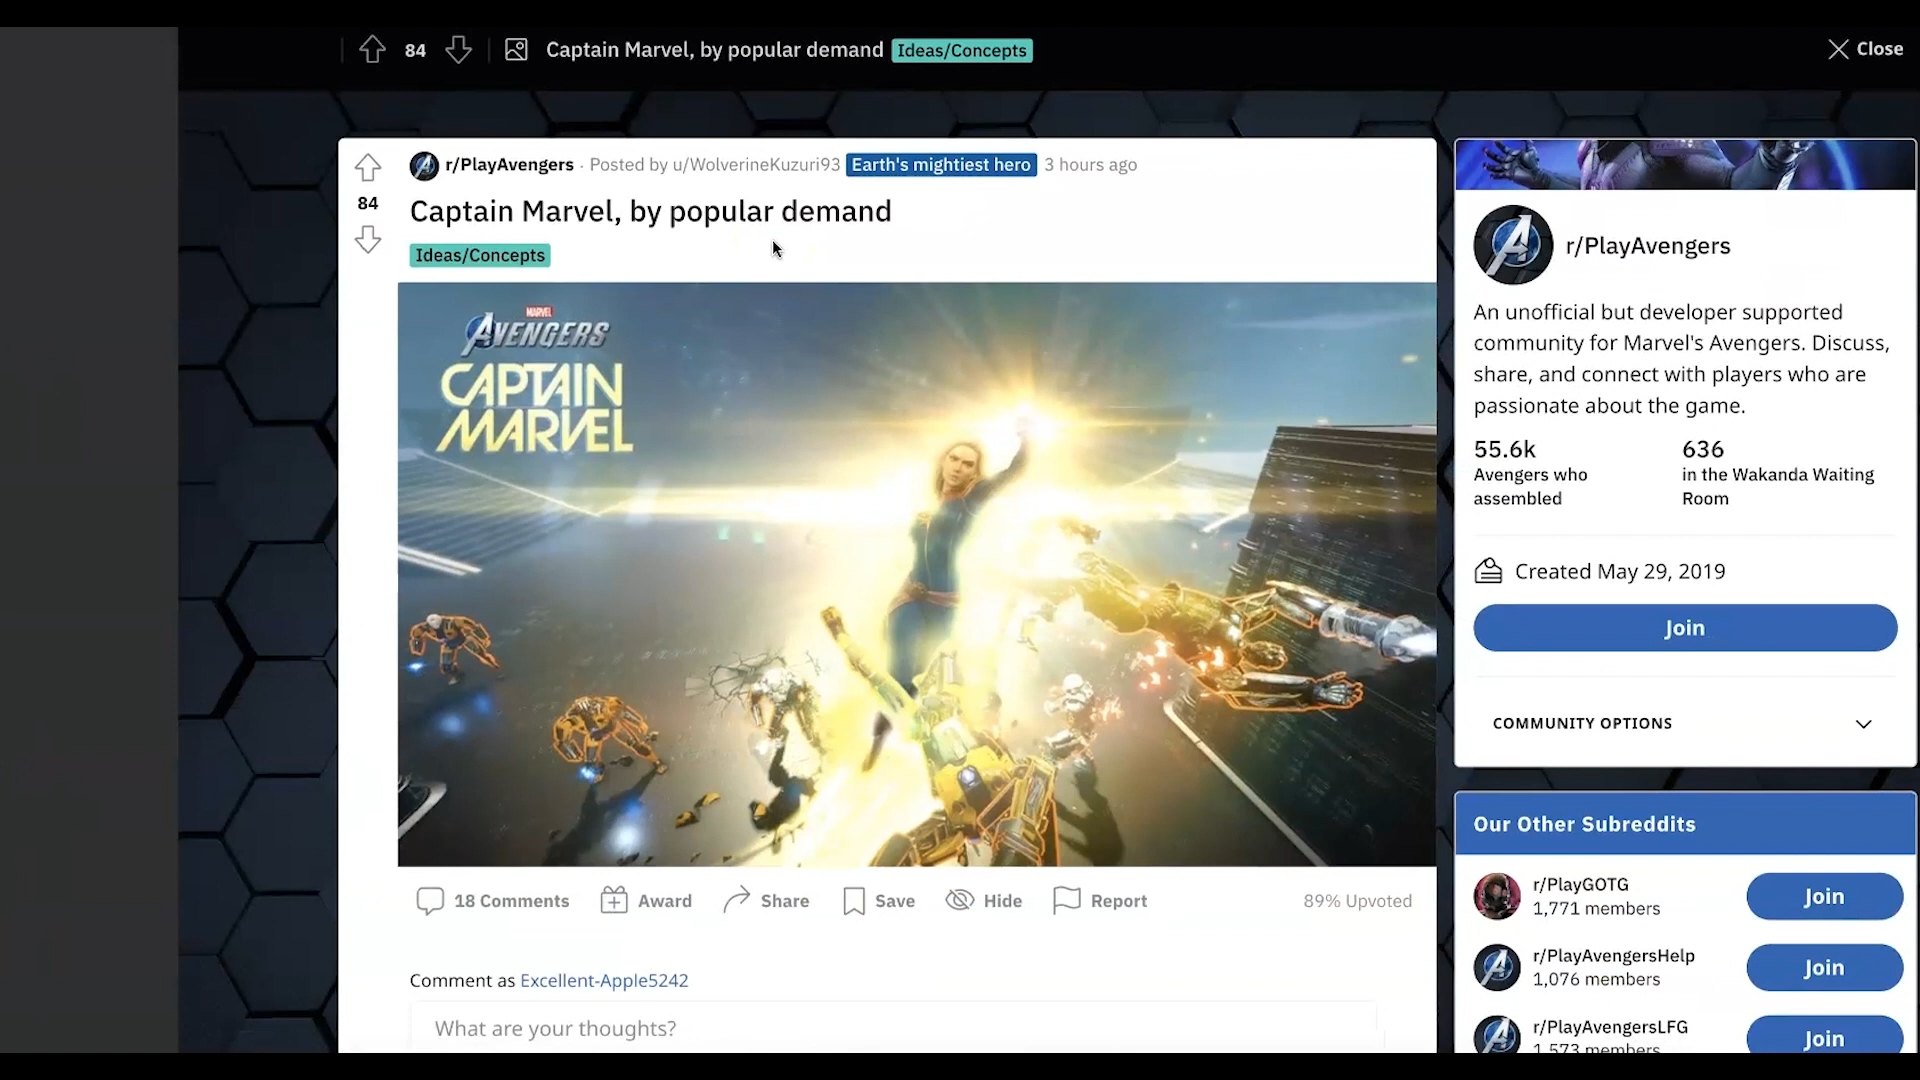 84
Captain Marvel, by popular demand Ideas/Concepts
Close
r/PlayAvengers · Posted by u/WolverineKuzuri93 Earth's mightiest hero 3 hours ago
84
Captain Marvel, by popular demand
Ideas/Concepts
MARVEL
AVENGERS
CAPTAIN
MARVEL
18 Comments
Award
Share
Save
Hide
Report
89% Upvoted
Comment as Excellent-Apple5242
What are your thoughts?
r/PlayAvengers
An unofficial but developer supported
community for Marvel's Avengers. Discuss,
share, and connect with players who are
passionate about the game.
55.6k
Avengers who
assembled
636
in the Wakanda Waiting
Room
Created May 29, 2019
Join
COMMUNITY OPTIONS
Our Other Subreddits
r/PlayGOTG
1,771 members
Join
r/PlayAvengersHelp
1,076 members
Join
r/PlayAvengersLFG
1,573 members
Join